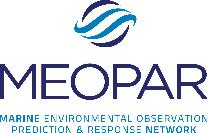 MEOPAR
MARINE ENVIRONMENTAL OBSERVATION
PREDICTION & RESPONSE NETWORK